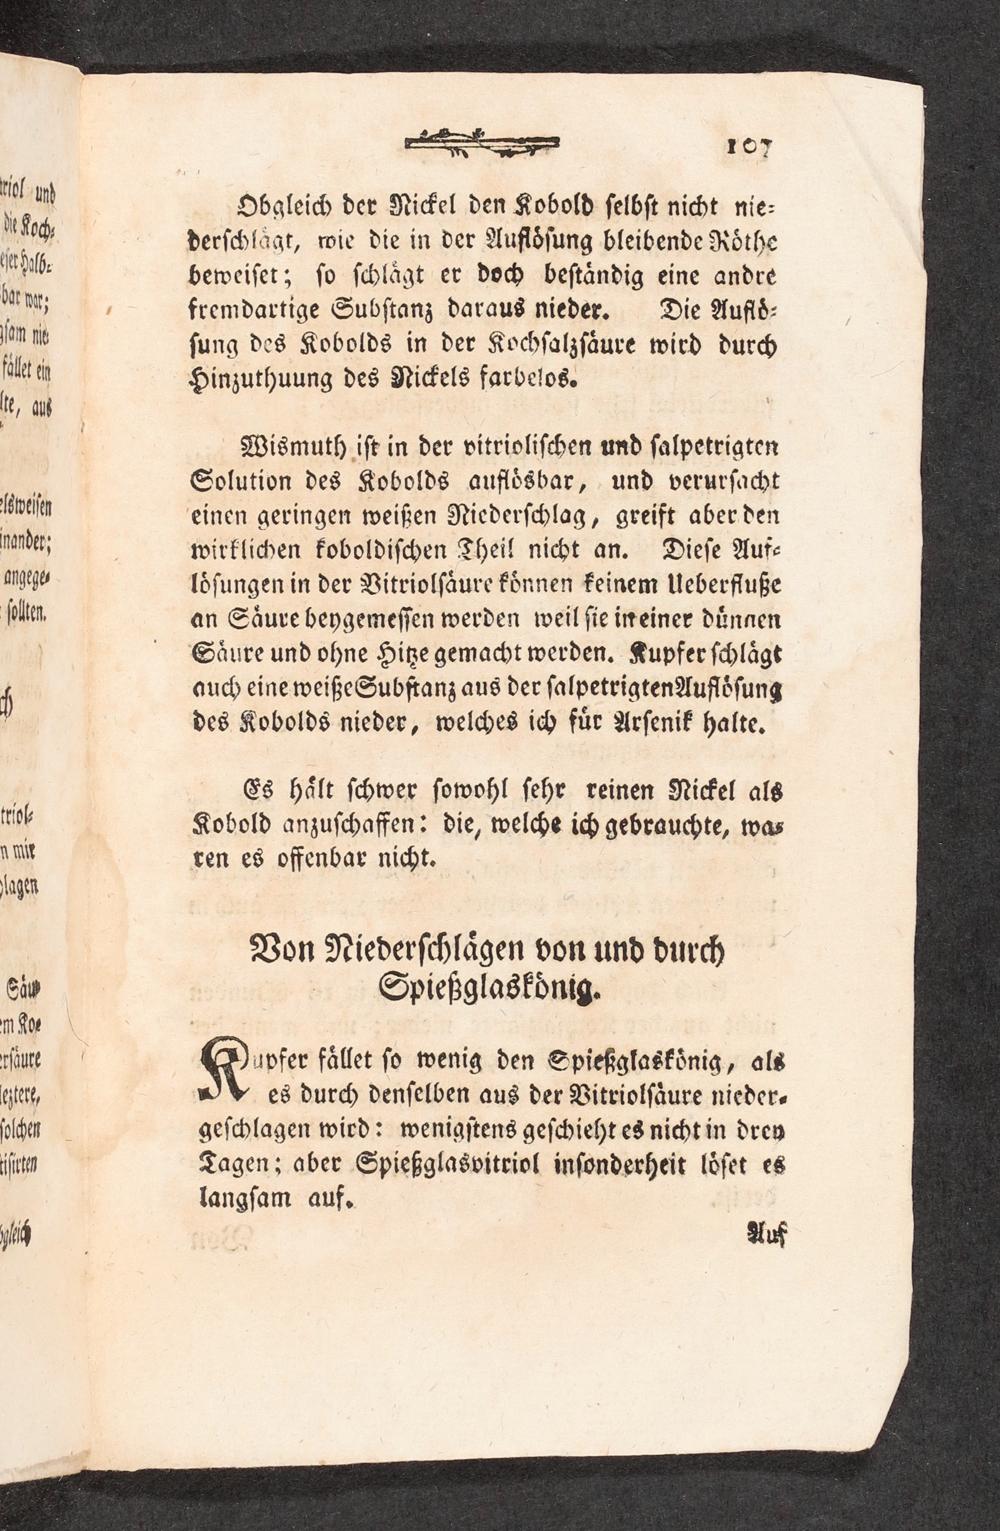 107
Obgleich der Nickel den Kobold selbst nicht nie-
derschlägt, wie die in der Auflösung bleibende Röthe
beweiset; so schlägt er doch beständig eine andre
fremdartige Substanz daraus nieder. Die Auflö-
sung des Kobolds in der Kochsalzsäure wird durch
Hinzuthuung des Nickels farbelos.
Wismuth ist in der vitriolischen und salpetrigten
Solution des Kobolds auflösbar, und verursacht
einen geringen weißen Niederschlag, greift aber den
wirklichen koboldischen Theil nicht an. Diese Auf-
lösungen in der Vitriolsäure können keinem Ueberfluße
an Säure beygemessen werden weil sie in einer dünnen
Säure und ohne Hitze gemacht werden. Kupfer schlägt
auch eine weiße Substanz aus der salpetrigten Auflösung
des Kobolds nieder, welches ich für Arsenik halte.
Es hält schwer sowohl sehr reinen Nickel als
Kobold anzuschaffen: die, welche ich gebrauchte, wa-
ren es offenbar nicht.
Von Niederschlägen von und durch
Spießglaskönig.
Kupfer fället so wenig den Spießglaskönig, als
es durch denselben aus der Vitriolsäure nieder-
geschlagen wird: wenigstens geschieht es nicht in drey
Tagen; aber Spießglasvitriol insonderheit löset es
langsam auf.
Auf